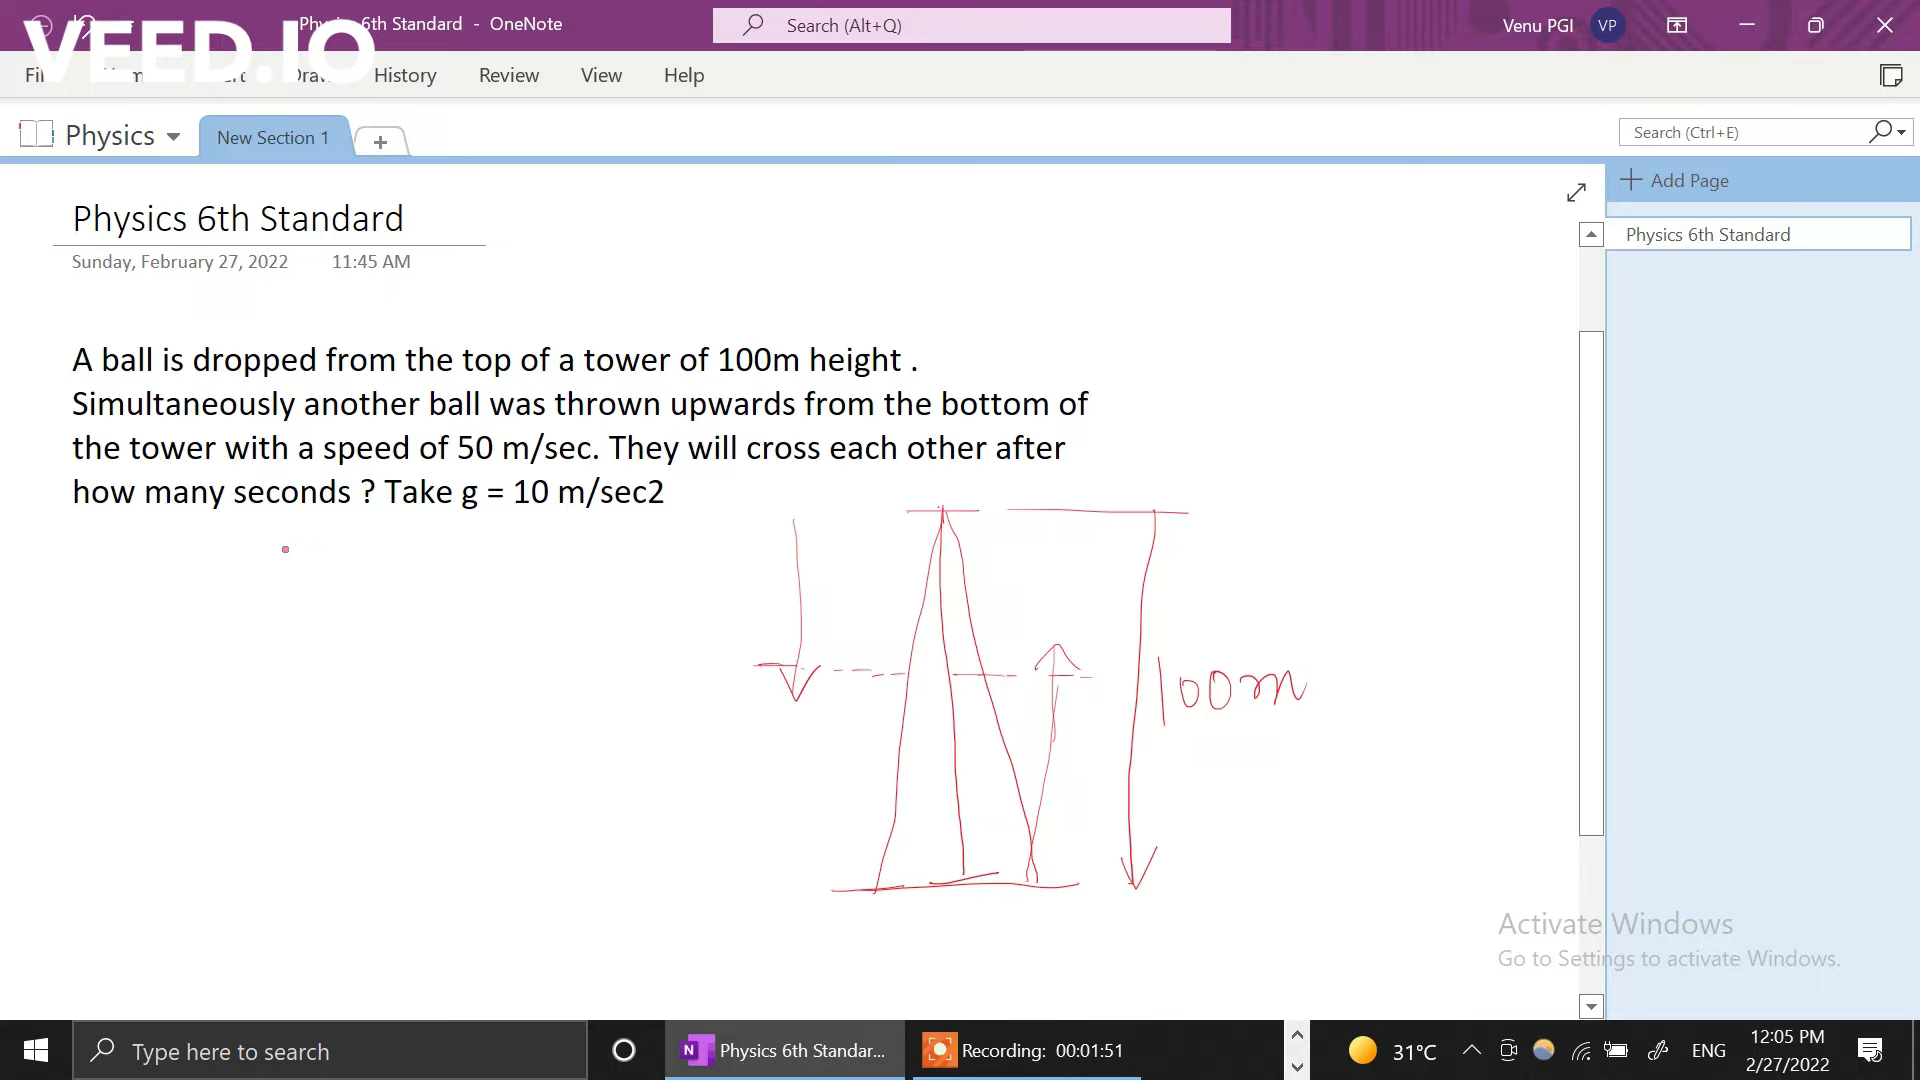 VEED.IO
Physics 6th Standard - OneNote
Search (Alt+Q)
Venu PGI
VP
History
Review
View
Help
Physics
New Section 1
Search (Ctrl+E)
Add Page
Physics 6th Standard
Physics 6th Standard
Sunday, February 27, 2022
11:45 AM
A ball is dropped from the top of a tower of 100m height .
Simultaneously another ball was thrown upwards from the bottom of
the tower with a speed of 50 m/sec. They will cross each other after
how many seconds ? Take g = 10 m/sec2
100m
Activate Windows
Go to Settings to activate Windows.
Type here to search
N
Physics 6th Standar...
Recording: 00:01:51
31°C
ENG
12:05 PM
2/27/2022